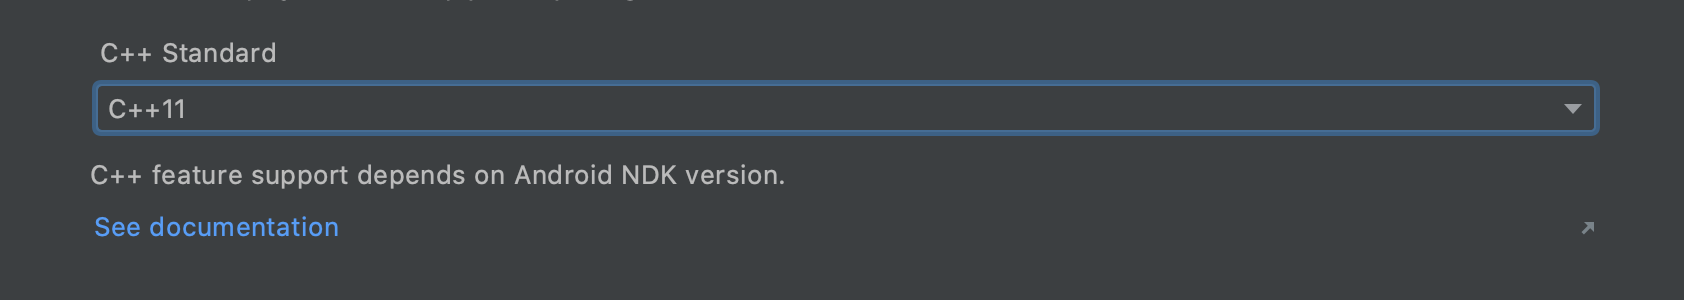 C++ Standard
C++11
C++ feature support depends on Android NDK version.
See documentation